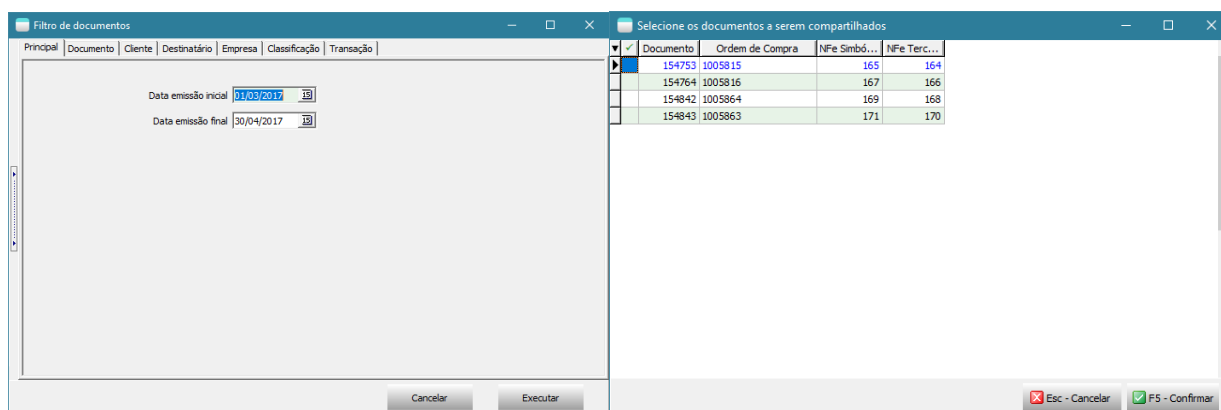 Filtro de documentos
Principal Documento Cliente Destinatário Empresa Classificação Transação
Data emissão inicial 01/03/2017 15
Data emissão final 30/04/2017 15
Cancelar Executar
Selecione os documentos a serem compartilhados
Documento Ordem de Compra NFe Simbó... NFe Terc...
154753 1005815 165 164
154764 1005816 167 166
154842 1005864 169 168
154843 1005863 171 170
Esc - Cancelar F5 - Confirmar